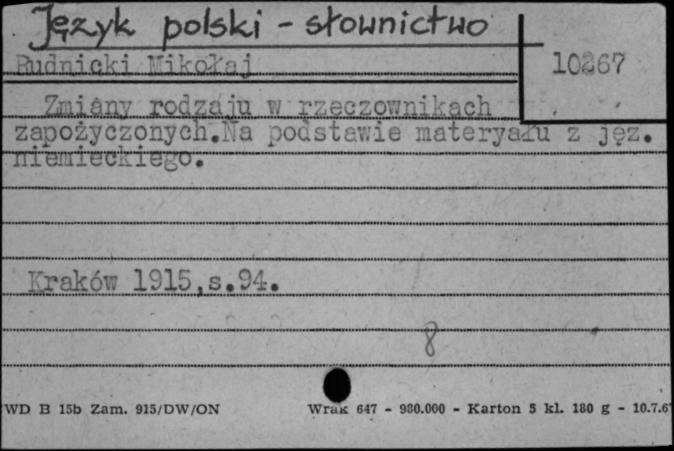 Język polski - słownictwo
Rudnicki Mikołaj
10267
Zmiany rodzaju w rzeczownikach
zapożyczonych.Na podstawie materyału z jęz.
niemieckiego.
Kraków 1915,s.94.
8
WD B 15b Zam. 915/DW/ON
Wrak 647 - 980.000 - Karton 5 kl. 180 g - 10.7.6